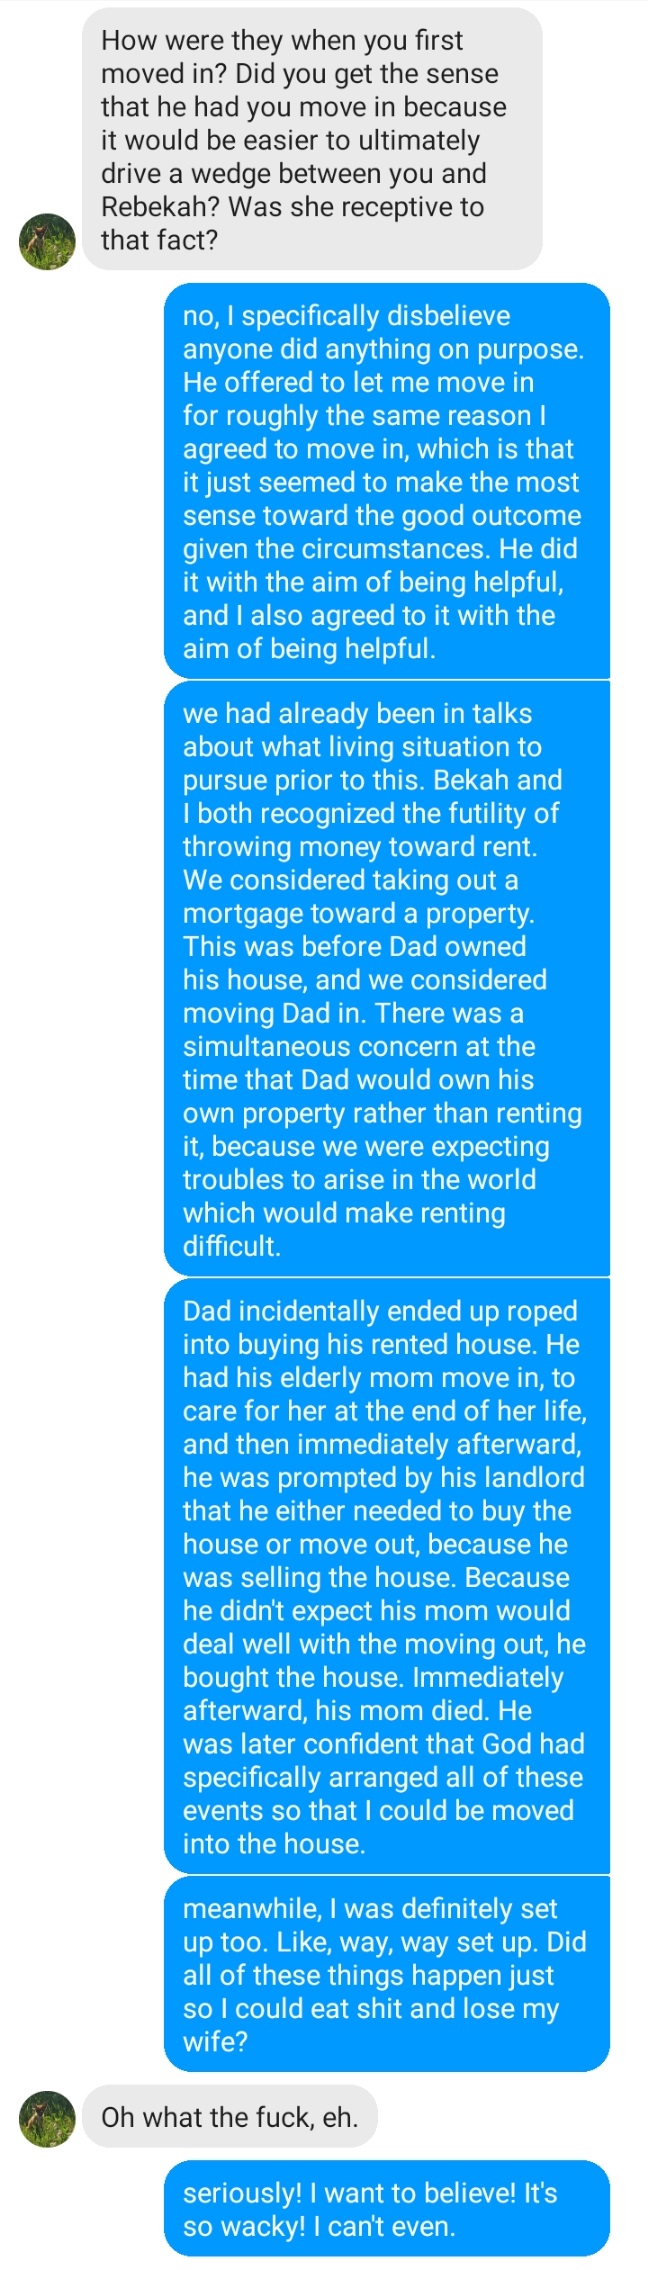 How were they when you first
moved in? Did you get the sense
that he had you move in because
it would be easier to ultimately
drive a wedge between you and
Rebekah? Was she receptive to
that fact?
no, I specifically disbelieve
anyone did anything on purpose.
He offered to let me move in
for roughly the same reason I
agreed to move in, which is that
it just seemed to make the most
sense toward the good outcome
given the circumstances. He did
it with the aim of being helpful,
and I also agreed to it with the
aim of being helpful.
we had already been in talks
about what living situation to
pursue prior to this. Bekah and
I both recognized the futility of
throwing money toward rent.
We considered taking out a
mortgage toward a property.
This was before Dad owned
his house, and we considered
moving Dad in. There was a
simultaneous concern at the
time that Dad would own his
own property rather than renting
it, because we were expecting
troubles to arise in the world
which would make renting
difficult.
Dad incidentally ended up roped
into buying his rented house. He
had his elderly mom move in, to
care for her at the end of her life,
and then immediately afterward,
he was prompted by his landlord
that he either needed to buy the
house or move out, because he
was selling the house. Because
he didn't expect his mom would
deal well with the moving out, he
bought the house. Immediately
afterward, his mom died. He
was later confident that God had
specifically arranged all of these
events so that I could be moved
into the house.
meanwhile, I was definitely set
up too. Like, way, way set up. Did
all of these things happen just
so I could eat shit and lose my
wife?
Oh what the fuck, eh.
seriously! I want to believe! It's
so wacky! I can't even.